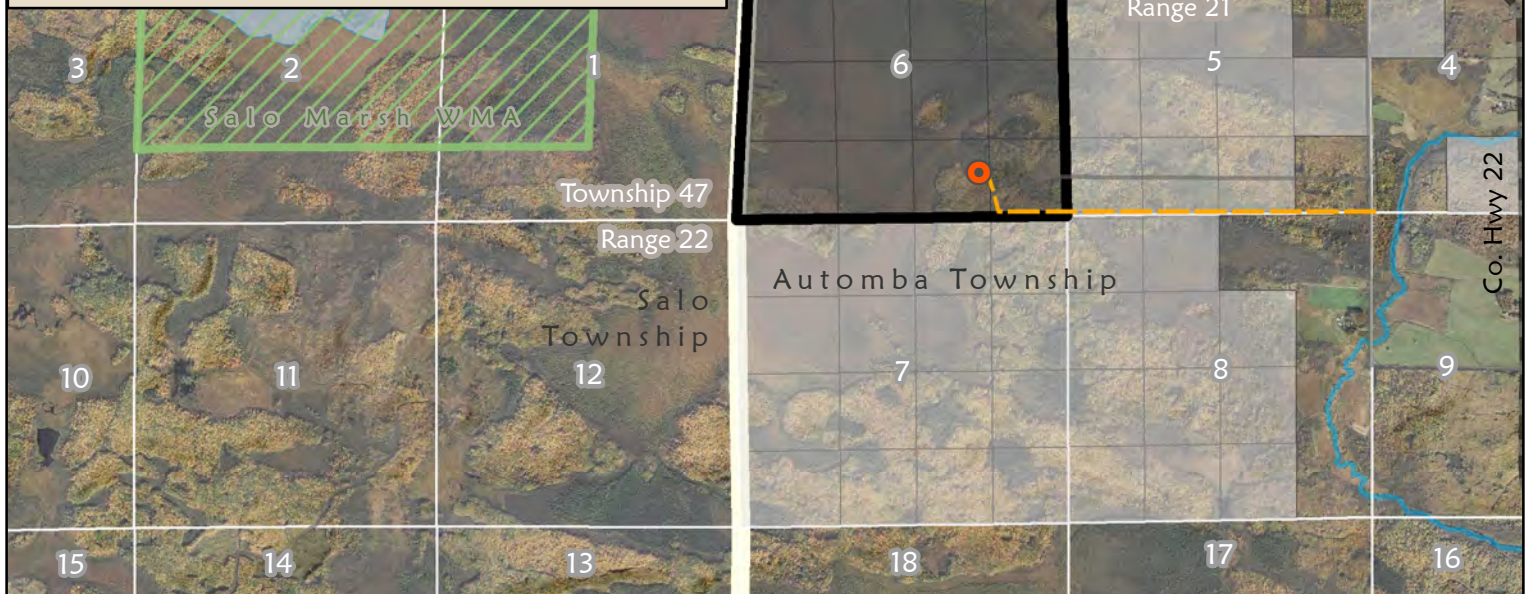 Range 21
3
2
1
6
5
4
Salo Marsh WMA
Township 47
Range 22
Co. Hwy 22
Salo
Township
Automba Township
10
11
12
7
8
9
15
14
13
18
17
16